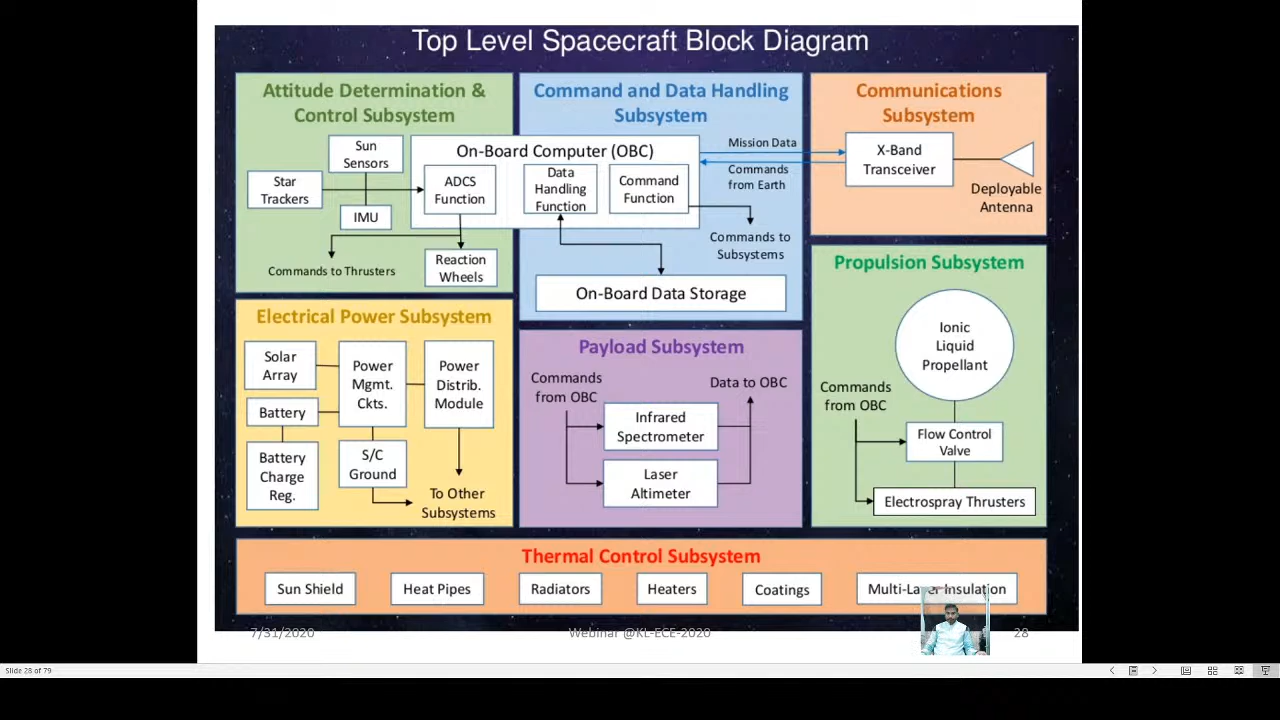 Top Level Spacecraft Block Diagram
Attitude Determination &
Control Subsystem
Sun
Sensors
Star
Trackers
IMU
ADCS
Function
Commands to Thrusters
Reaction
Wheels
Command and Data Handling
Subsystem
On-Board Computer (OBC)
Data
Handling
Function
Command
Function
Mission Data
Commands
from Earth
Commands to
Subsystems
On-Board Data Storage
Communications
Subsystem
X-Band
Transceiver
Deployable
Antenna
Electrical Power Subsystem
Solar
Array
Power
Mgmt.
Ckts.
Power
Distrib.
Module
Battery
Battery
Charge
Reg.
S/C
Ground
To Other
Subsystems
Payload Subsystem
Commands
from OBC
Data to OBC
Infrared
Spectrometer
Laser
Altimeter
Propulsion Subsystem
Ionic
Liquid
Propellant
Commands
from OBC
Flow Control
Valve
Electrospray Thrusters
Thermal Control Subsystem
Sun Shield
Heat Pipes
Radiators
Heaters
Coatings
Multi-Layer Insulation
7/31/2020
Webinar @KL-ECE-2020
28
Slide 28 of 79